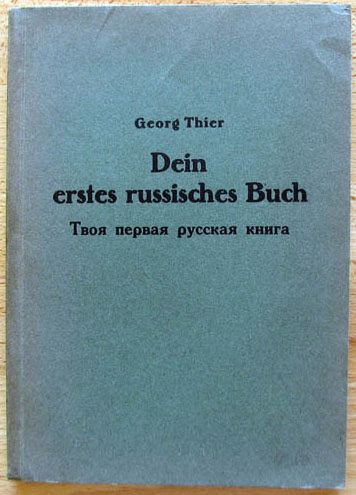 Georg Thier
Dein
erstes russisches Buch
Твоя первая русская книга